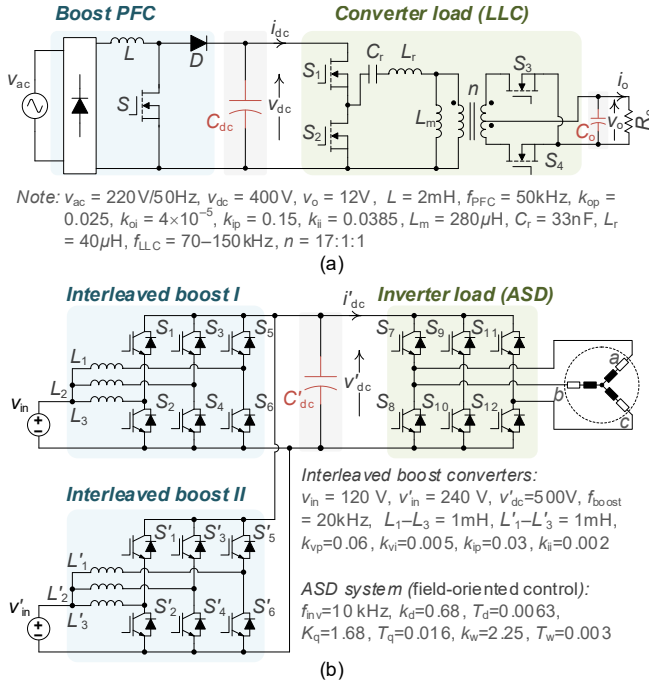 Boost PFC
Converter load (LLC)
L
D
i_dc
S_1
C_r
L_r
S_3
v_ac
S
C_dc
v_dc
S_2
L_m
n
S_4
i_o
C_o
v_o
Note: v_ac = 220V/50Hz, v_dc = 400V, v_o = 12V, L = 2mH, f_PFC = 50kHz, k_op
= 0.025, k_oi = 4×10⁻⁵, k_ip = 0.15, k_ii = 0.0385, L_m = 280μH, C_r = 33nF, L_r
= 40μH, f_LLC = 70–150kHz, n = 17:1:1
(a)
Interleaved boost I
i'_dc
Inverter load (ASD)
S_1 S_3 S_5
S_7 S_9 S_11
L_1
L_2
L_3
v_in
S_2 S_4 S_6
C'_dc
v'_dc
S_8 S_10 S_12
a
b
c
Interleaved boost II
S'_1 S'_3 S'_5
L'_1
L'_2
L'_3
v'_in
S'_2 S'_4 S'_6
Interleaved boost converters:
v_in = 120 V, v'_in = 240 V, v'_dc=500V, f_boost
= 20kHz, L_1–L_3 = 1mH, L'_1–L'_3 = 1mH,
k_vp=0.06, k_vi=0.005, k_ip=0.03, k_ii=0.002
ASD system (field-oriented control):
f_inv=10 kHz, k_d=0.68, T_d=0.0063,
K_q=1.68, T_q=0.016, k_w=2.25, T_w=0.003
(b)